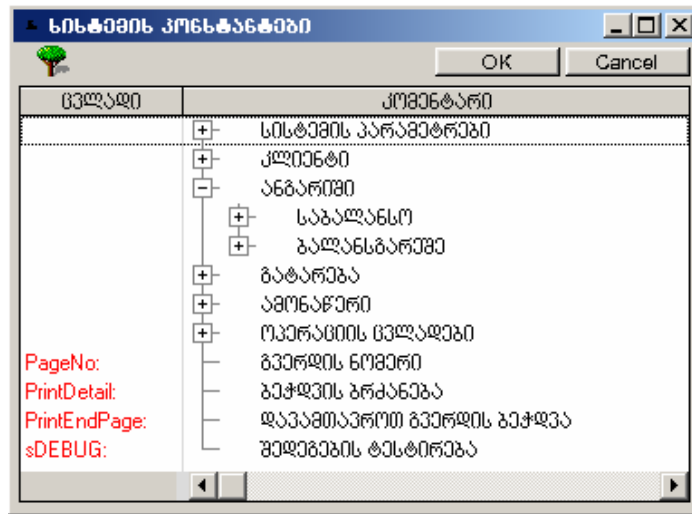 სისტემის კონსტანტები
OK Cancel
ცვლადი კომენტარი
სისტემის პარამეტრები
კლიენტი
ანგარიში
საბალანსო
ბალანსგარეშე
გატარება
ამონაწერი
ოპერაციის ცვლადები
PageNo: გვერდის ნომერი
PrintDetail: ბეჭდვის ბრძანება
PrintEndPage: დავამთავროთ გვერდის ბეჭდვა
sDEBUG: შედეგების ტესტირება